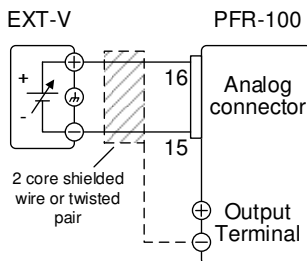 EXT-V
PFR-100
+
-
16
15
Analog
connector
2 core shielded
wire or twisted
pair
Output
Terminal